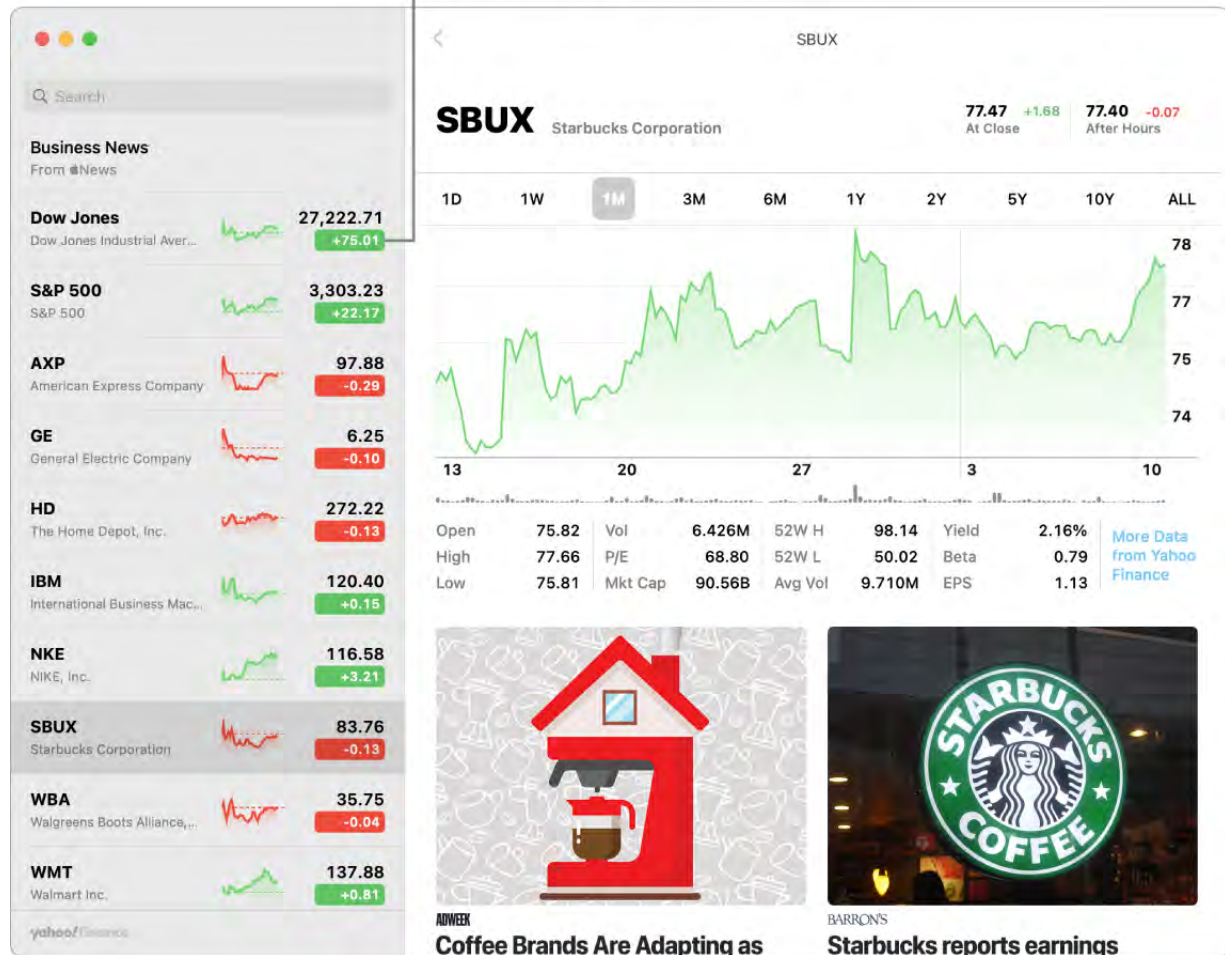 Search
Business News
From News
Dow Jones
Dow Jones Industrial Aver...
27,222.71
+75.01
S&P 500
S&P 500
3,303.23
+22.17
AXP
American Express Company
97.88
-0.29
GE
General Electric Company
6.25
-0.10
HD
The Home Depot, Inc.
272.22
-0.13
IBM
International Business Mac...
120.40
+0.15
NKE
NIKE, Inc.
116.58
+3.21
SBUX
Starbucks Corporation
83.76
-0.13
WBA
Walgreens Boots Alliance,...
35.75
-0.04
WMT
Walmart Inc.
137.88
+0.81
yahoo! finance
SBUX
SBUX Starbucks Corporation
77.47 +1.68 77.40 -0.07
At Close After Hours
1D 1W 1M 3M 6M 1Y 2Y 5Y 10Y ALL
78
77
75
74
13 20 27 3 10
Open 75.82 Vol 6.426M 52W H 98.14 Yield 2.16%
High 77.66 P/E 68.80 52W L 50.02 Beta 0.79
Low 75.81 Mkt Cap 90.56B Avg Vol 9.710M EPS 1.13
More Data
from Yahoo
Finance
STARBUCKS
COFFEE
ADWEEK
Coffee Brands Are Adapting as
BARRON'S
Starbucks reports earnings